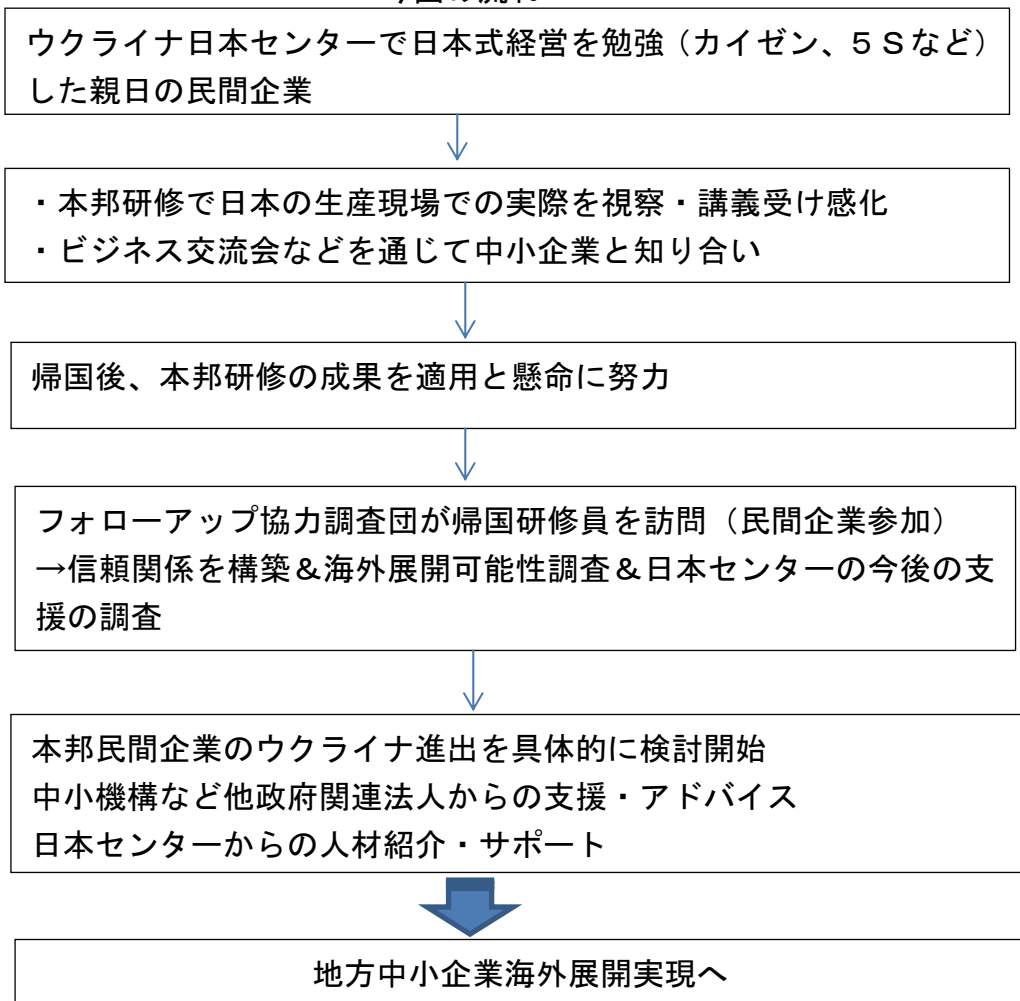 ウクライナ日本センターで日本式経営を勉強（カイゼン、５Ｓなど）
した親日の民間企業
・本邦研修で日本の生産現場での実際を視察・講義受け感化
・ビジネス交流会などを通じて中小企業と知り合い
帰国後、本邦研修の成果を適用と懸命に努力
フォローアップ協力調査団が帰国研修員を訪問（民間企業参加）
→信頼関係を構築＆海外展開可能性調査＆日本センターの今後の支
援の調査
本邦民間企業のウクライナ進出を具体的に検討開始
中小機構など他政府関連法人からの支援・アドバイス
日本センターからの人材紹介・サポート
地方中小企業海外展開実現へ